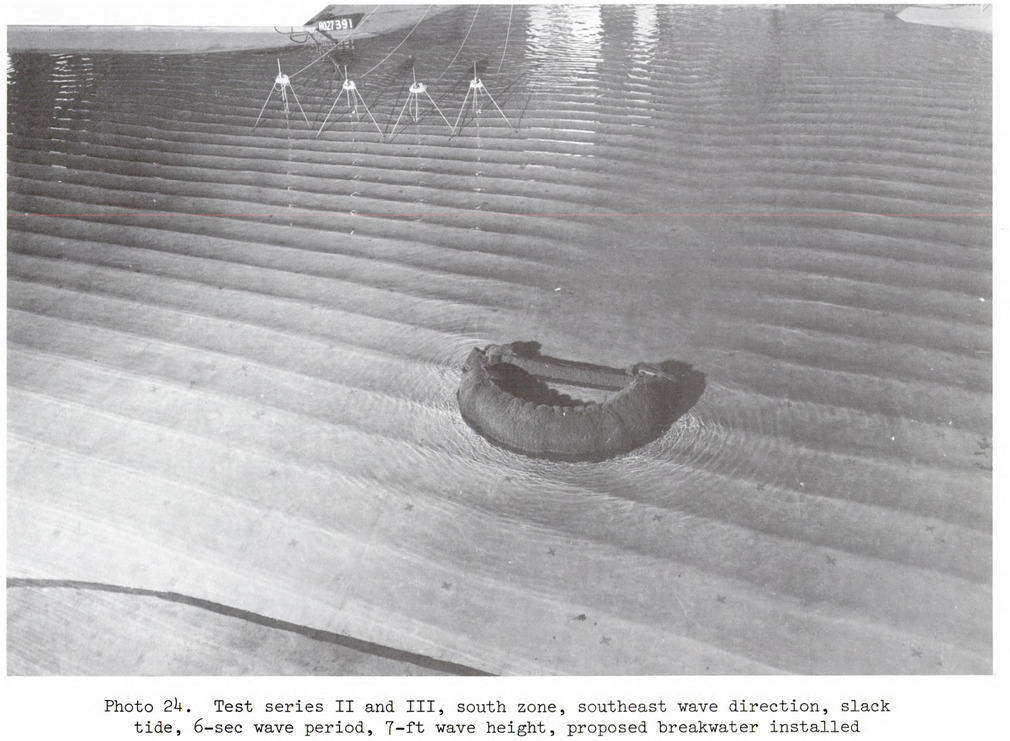 H027391
Photo 24. Test series II and III, south zone, southeast wave direction, slack
tide, 6-sec wave period, 7-ft wave height, proposed breakwater installed